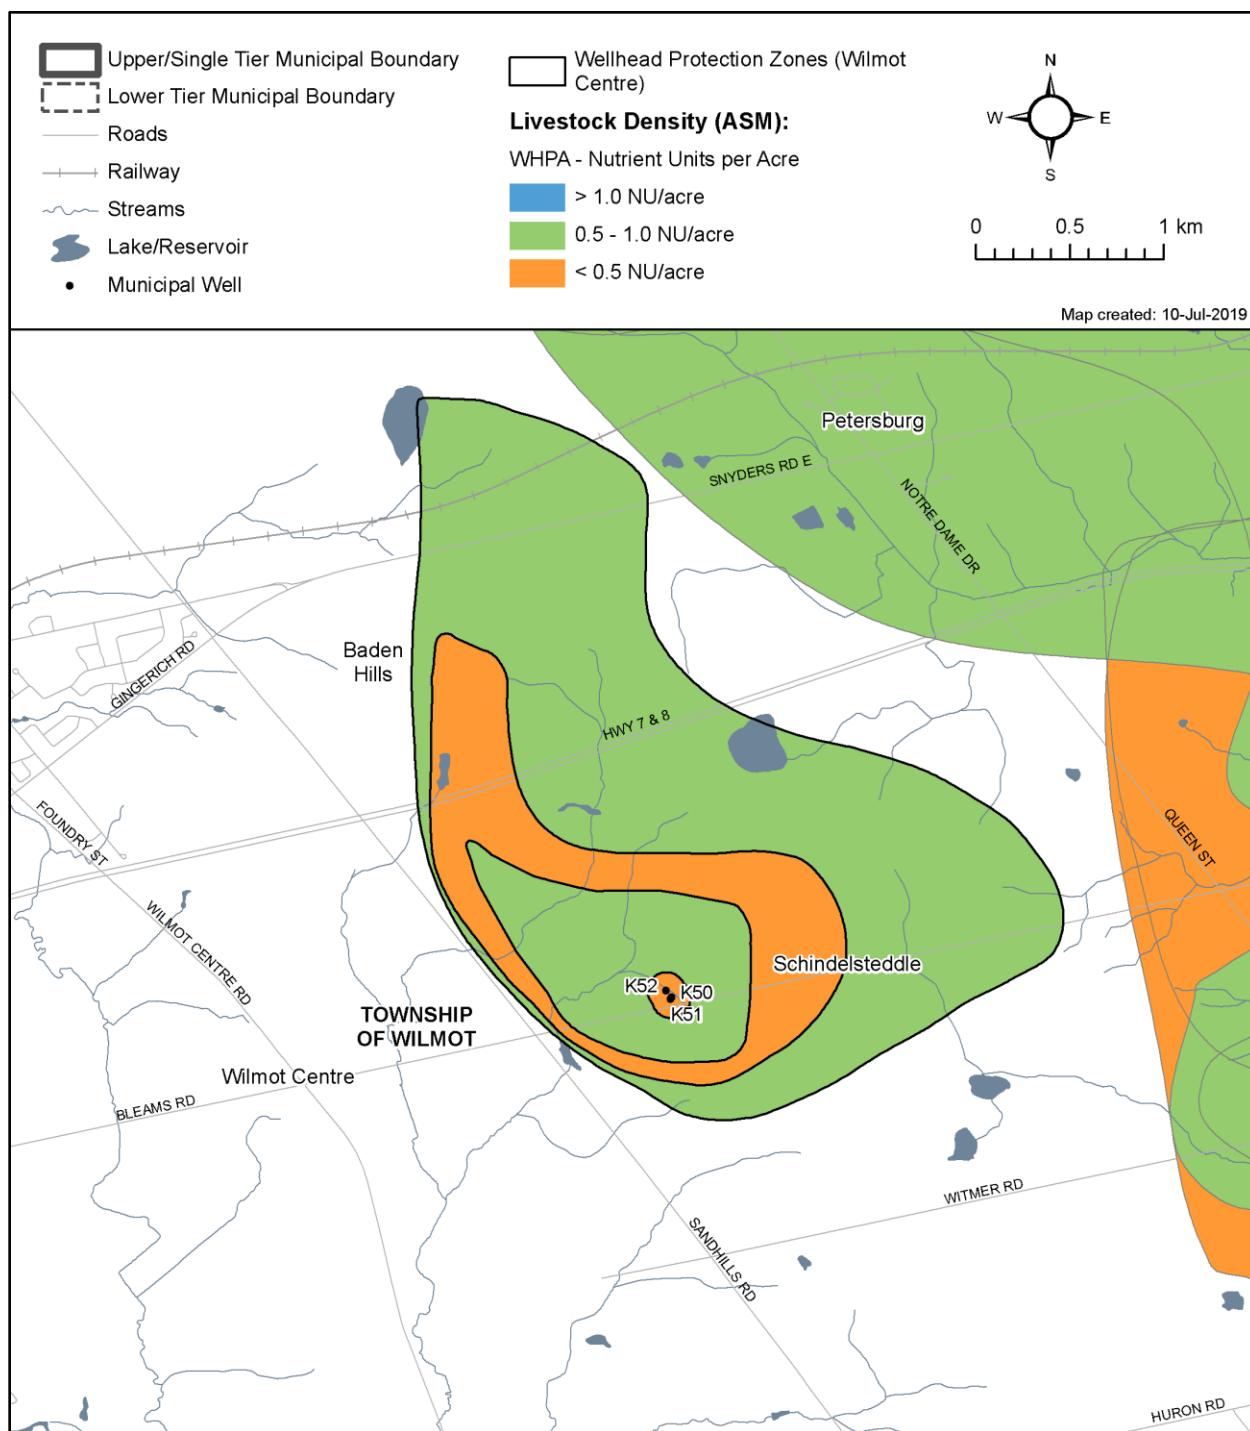 Upper/Single Tier Municipal Boundary
Lower Tier Municipal Boundary
Roads
Railway
Streams
Lake/Reservoir
Municipal Well
Wellhead Protection Zones (Wilmot
Centre)
Livestock Density (ASM):
WHPA - Nutrient Units per Acre
> 1.0 NU/acre
0.5 - 1.0 NU/acre
< 0.5 NU/acre
N
W E
S
0 0.5 1 km
Map created: 10-Jul-2019
Petersburg
SNYDERS RD E
NOTRE DAME DR
Baden
Hills
GINGERICH RD
HWY 7 & 8
FOUNDRY ST
QUEEN ST
WILMOT CENTRE RD
Schindelsteddle
K52
K50
K51
TOWNSHIP
OF WILMOT
Wilmot Centre
BLEAMS RD
WITMER RD
SANDHILLS RD
HURON RD